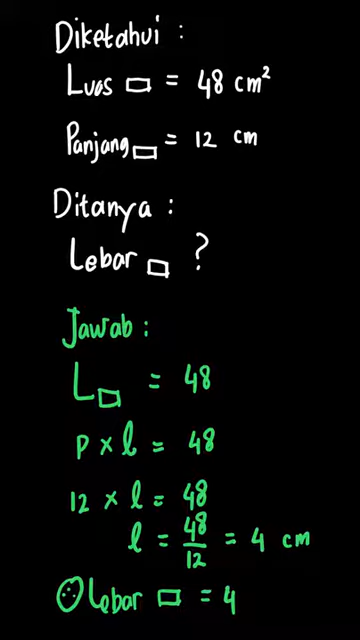 Diketahui :
Luas ▭ = 48 cm²
Panjang ▭ = 12 cm
Ditanya :
Lebar ▭ ?
Jawab :
L▭ = 48
P × l = 48
12 × l = 48
l = 48/12 = 4 cm
∴ Lebar ▭ = 4